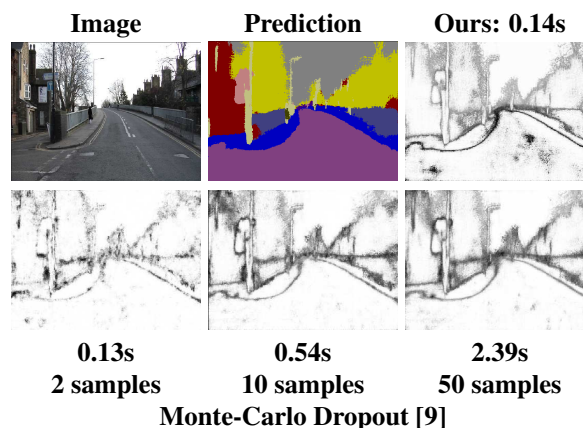 Image Prediction Ours: 0.14s
0.13s 0.54s 2.39s
2 samples 10 samples 50 samples
Monte-Carlo Dropout [9]